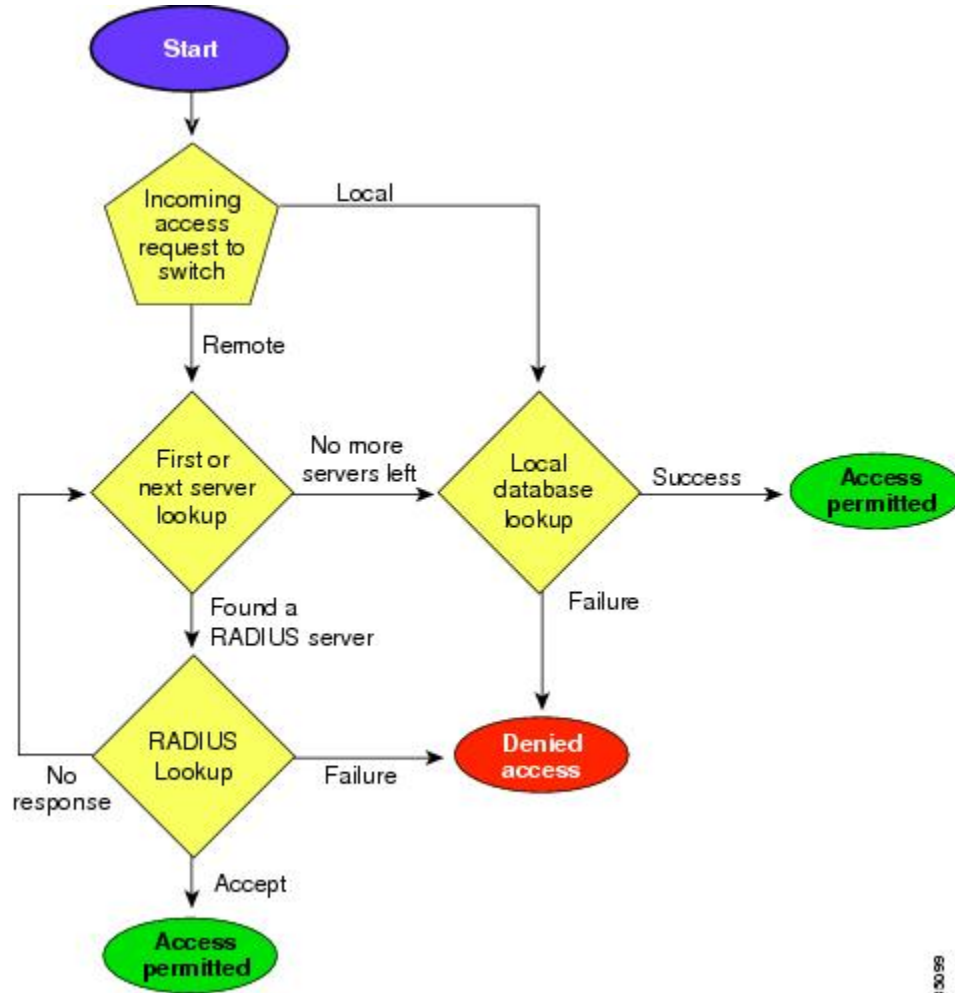 Start
Incoming
access
request to
switch
Local
Remote
First or
next server
lookup
No more
servers left
Local
database
lookup
Success
Access
permitted
Found a
RADIUS server
Failure
RADIUS
Lookup
No
response
Failure
Denied
access
Accept
Access
permitted